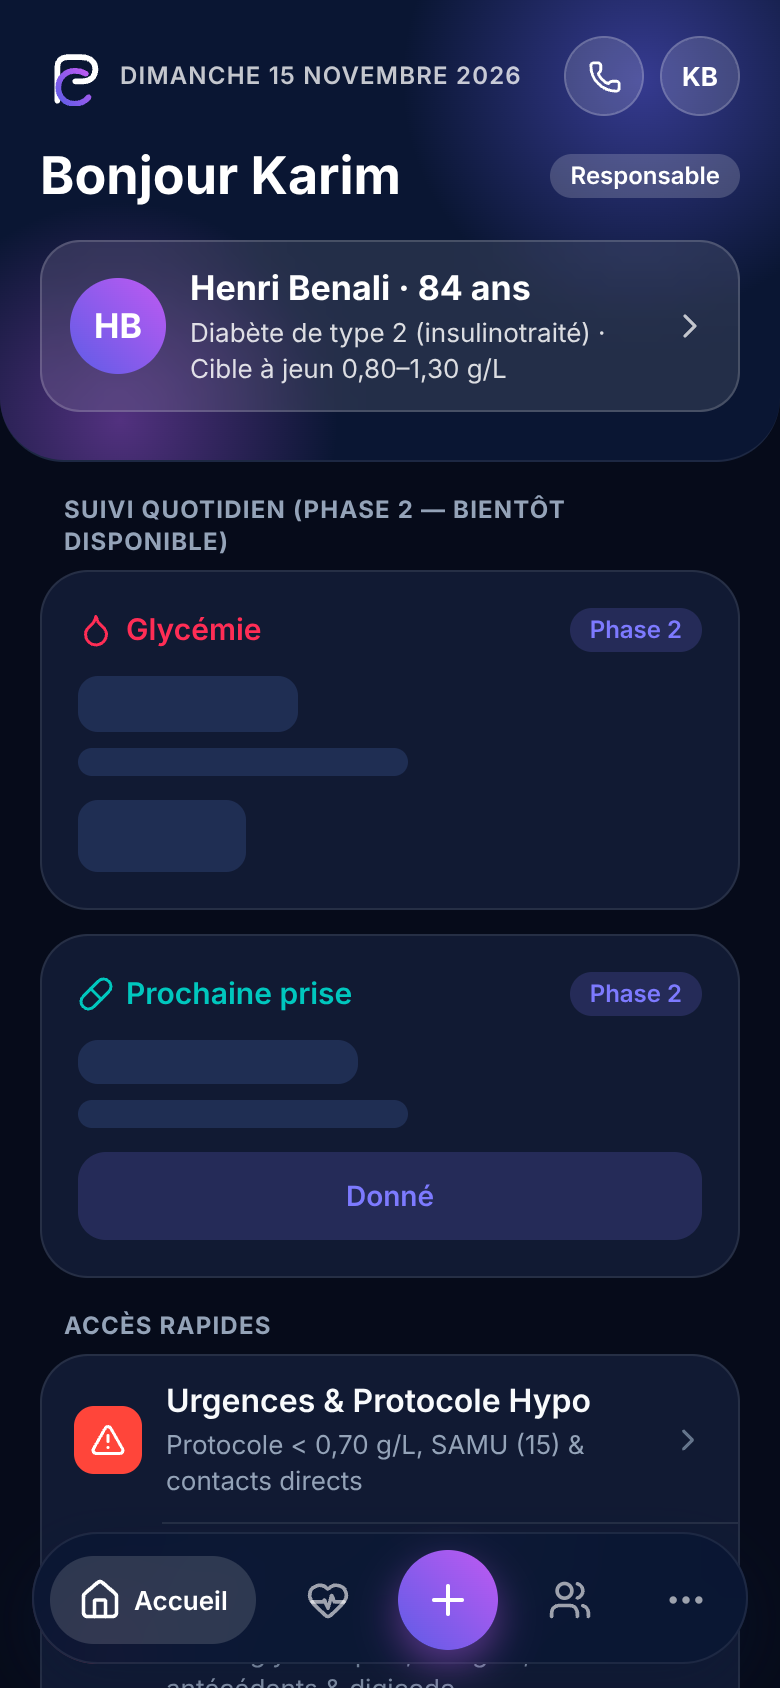 DIMANCHE 15 NOVEMBRE 2026
KB
Bonjour Karim
Responsable
HB
Henri Benali · 84 ans
Diabète de type 2 (insulinotraité) ·
Cible à jeun 0,80–1,30 g/L
SUIVI QUOTIDIEN (PHASE 2 — BIENTÔT
DISPONIBLE)
Glycémie
Phase 2
Prochaine prise
Phase 2
Donné
ACCÈS RAPIDES
Urgences & Protocole Hypo
Protocole < 0,70 g/L, SAMU (15) &
contacts directs
Accueil
antécédents & digicode